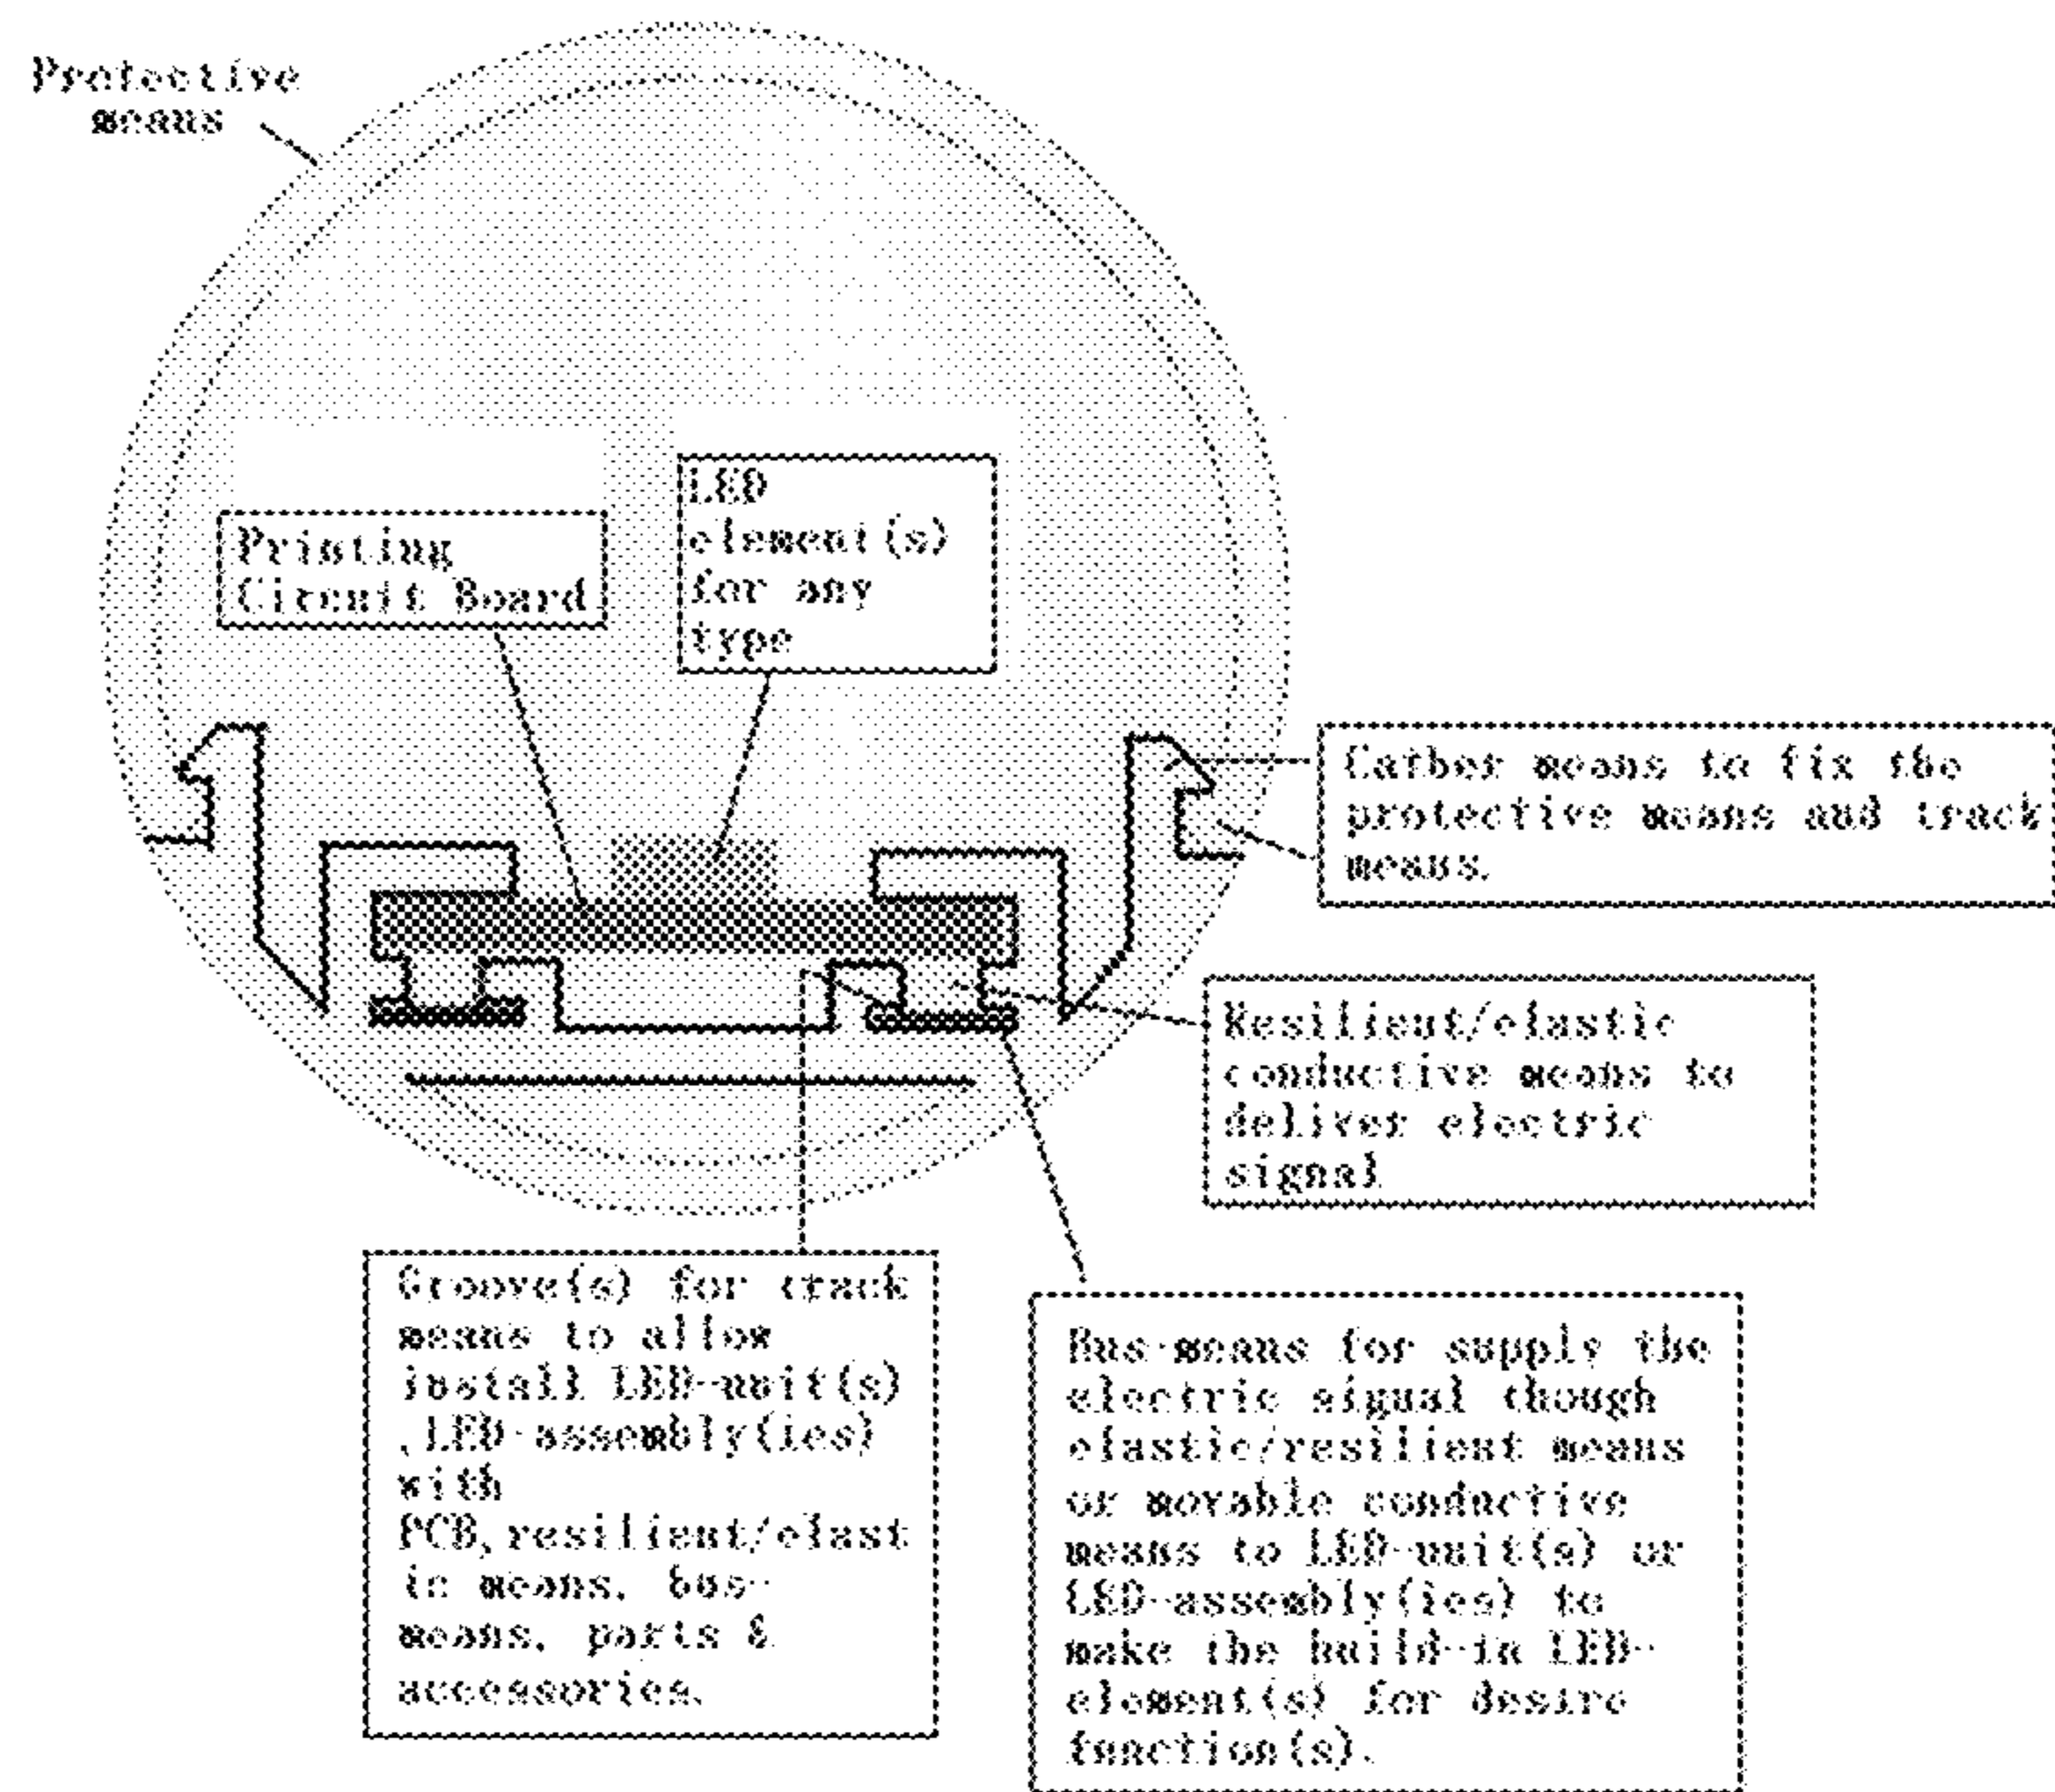 Protective
means
Printing
Circuit Board
LED
element(s)
for any
type
Cather means to fix the
protective means and track
means.
Resilient/elastic
conductive means to
deliver electric
signal
Groove(s) for track
means to allow
install LED-unit(s)
,LED-assembly(ies)
with
PCB,resilient/elast
ic means, bus-
means, parts &
accessories.
Bus-means for supply the
electric signal though
elastic/resilient means
or movable conductive
means to LED-unit(s) or
LED-assembly(ies) to
make the build-in LED-
element(s) for desire
function(s).